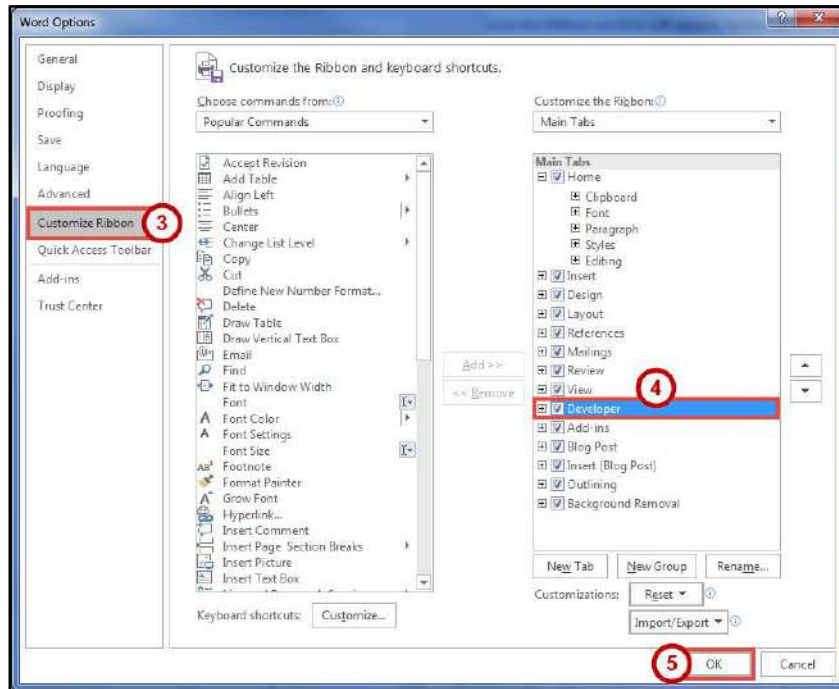 Word Options
General
Display
Proofing
Save
Language
Advanced
Customize Ribbon
3
Quick Access Toolbar
Add-ins
Trust Center
Customize the Ribbon and keyboard shortcuts.
Choose commands from:
Popular Commands
Accept Revision
Add Table
Align Left
Bullets
Center
Change List Level
Copy
Cut
Define New Number Format...
Delete
Draw Table
Draw Vertical Text Box
Email
Find
Fit to Window Width
Font
Font Color
Font Settings
Font Size
Footnote
Format Painter
Grow Font
Hyperlink...
Insert Comment
Insert Page Section Breaks
Insert Picture
Insert Text Box
Keyboard shortcuts: Customize...
Add >>
<< Remove
Customize the Ribbon:
Main Tabs
Main Tabs
Home
Clipboard
Font
Paragraph
Styles
Editing
Insert
Design
Layout
References
Mailings
Review
View
4
Developer
Add-ins
Blog Post
Insert (Blog Post)
Outlining
Background Removal
New Tab New Group Rename...
Customizations: Reset
Import/Export
5 OK Cancel